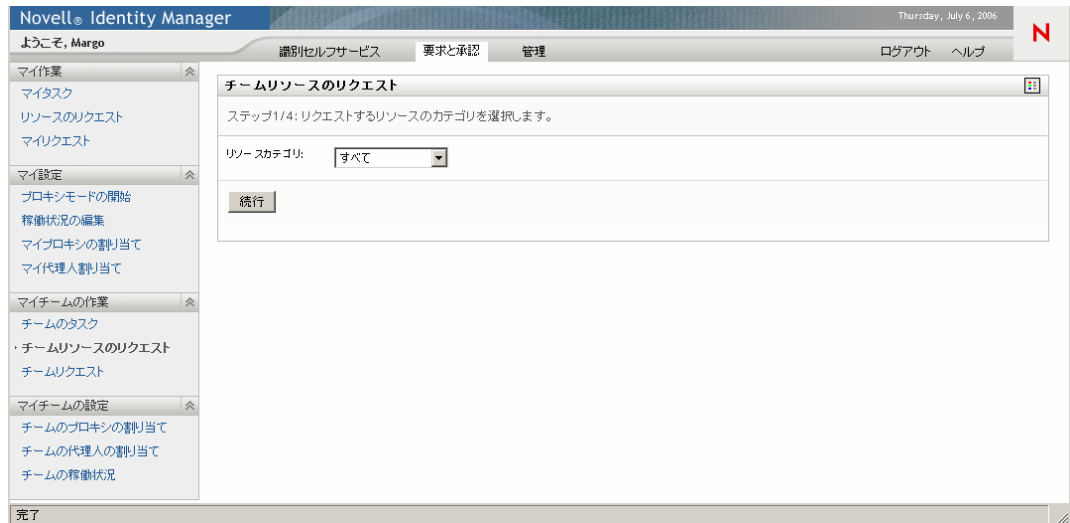 Novell® Identity Manager
Thursday, July 6, 2006
N
ようこそ, Margo
識別セルフサービス 要求と承認 管理
ログアウト ヘルプ
マイ作業
マイタスク
リソースのリクエスト
マイリクエスト
マイ設定
プロキシモードの開始
稼働状況の編集
マイプロキシの割り当て
マイ代理人割り当て
マイチームの作業
チームのタスク
チームリソースのリクエスト
チームリクエスト
マイチームの設定
チームのプロキシの割り当て
チームの代理人の割り当て
チームの稼働状況
チームリソースのリクエスト
ステップ1/4: リクエストするリソースのカテゴリを選択します。
リソースカテゴリ: すべて
続行
完了